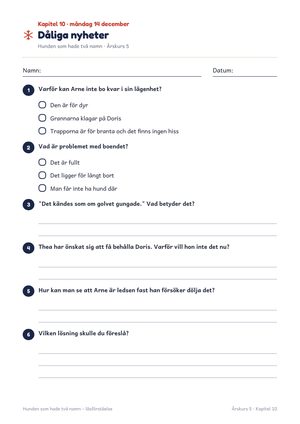 Kapitel 10 · måndag 14 december
Dåliga nyheter
Hunden som hade två namn · Årskurs 5
Namn: Datum:
1 Varför kan Arne inte bo kvar i sin lägenhet?
Den är för dyr
Grannarna klagar på Doris
Trapporna är för branta och det finns ingen hiss
2 Vad är problemet med boendet?
Det är fullt
Det ligger för långt bort
Man får inte ha hund där
3 "Det kändes som om golvet gungade." Vad betyder det?
4 Thea har önskat sig att få behålla Doris. Varför vill hon inte det nu?
5 Hur kan man se att Arne är ledsen fast han försöker dölja det?
6 Vilken lösning skulle du föreslå?
Hunden som hade två namn – läsförståelse Årskurs 5 · Kapitel 10